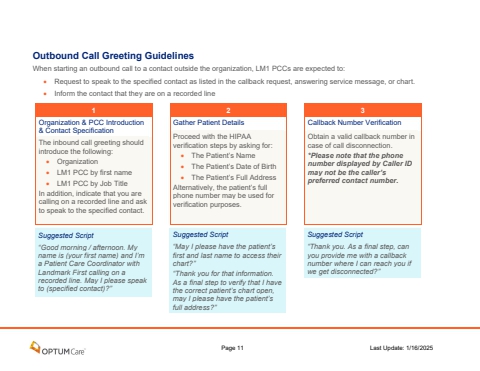 Outbound Call Greeting Guidelines
When starting an outbound call to a contact outside the organization, LM1 PCCs are expected to:
• Request to speak to the specified contact as listed in the callback request, answering service message, or chart.
• Inform the contact that they are on a recorded line
1
Organization & PCC Introduction
& Contact Specification
The inbound call greeting should
introduce the following:
• Organization
• LM1 PCC by first name
• LM1 PCC by Job Title
In addition, indicate that you are
calling on a recorded line and ask
to speak to the specified contact.
Suggested Script
"Good morning / afternoon. My
name is (your name) and I'm
a Patient Care Coordinator with
Landmark First calling on a
recorded line. May I please speak
to (specified contact)?"
2
Gather Patient Details
Proceed with the HIPAA
verification steps by asking for:
• The Patient's Name
• The Patient's Date of Birth
• The Patient's Full Address
Alternatively, the patient's full
phone number may be used for
verification purposes.
Suggested Script
"May I please have the patient's
first and last name to access their
chart?"
"Thank you for that information.
As a final step to verify that I have
the correct patient's chart open,
may I please have the patient's
full address?"
3
Callback Number Verification
Obtain a valid callback number in
case of call disconnection.
*Please note that the phone
number displayed by Caller ID
may not be the caller's
preferred contact number.
Suggested Script
"Thank you. As a final step, can
you provide me with a callback
number where I can reach you if
we get disconnected?"
OPTUMCare
Page 11
Last Update: 1/16/2025